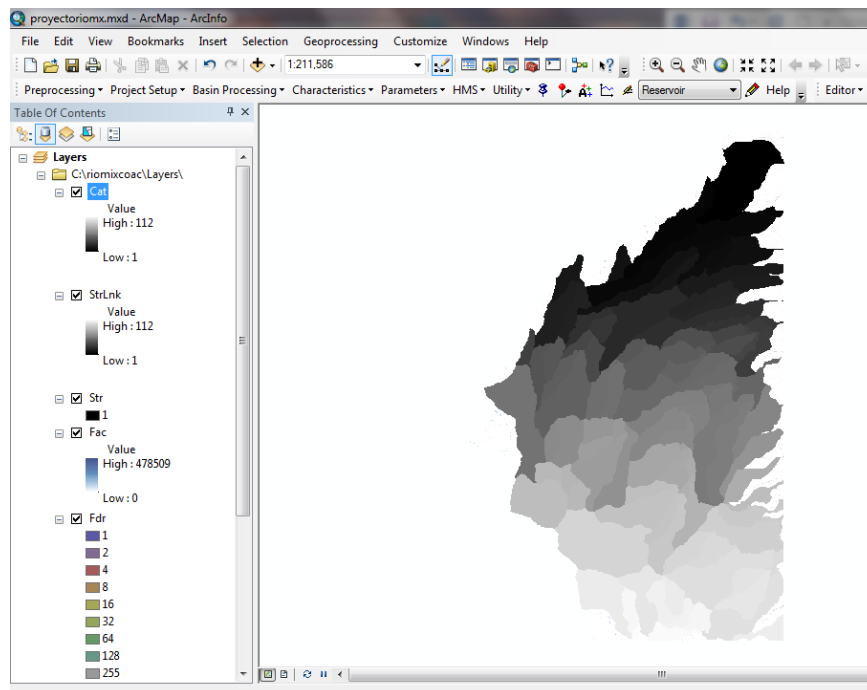 proyectoriomx.mxd - ArcMap - ArcInfo
File Edit View Bookmarks Insert Selection Geoprocessing Customize Windows Help
1:211,586
Preprocessing Project Setup Basin Processing Characteristics Parameters HMS Utility Reservoir Help Editor
Table Of Contents
Layers
C:\riomixcoac\Layers\
Cat
Value
High : 112
Low : 1
StrLnk
Value
High : 112
Low : 1
Str
1
Fac
Value
High : 478509
Low : 0
Fdr
1
2
4
8
16
32
64
128
255